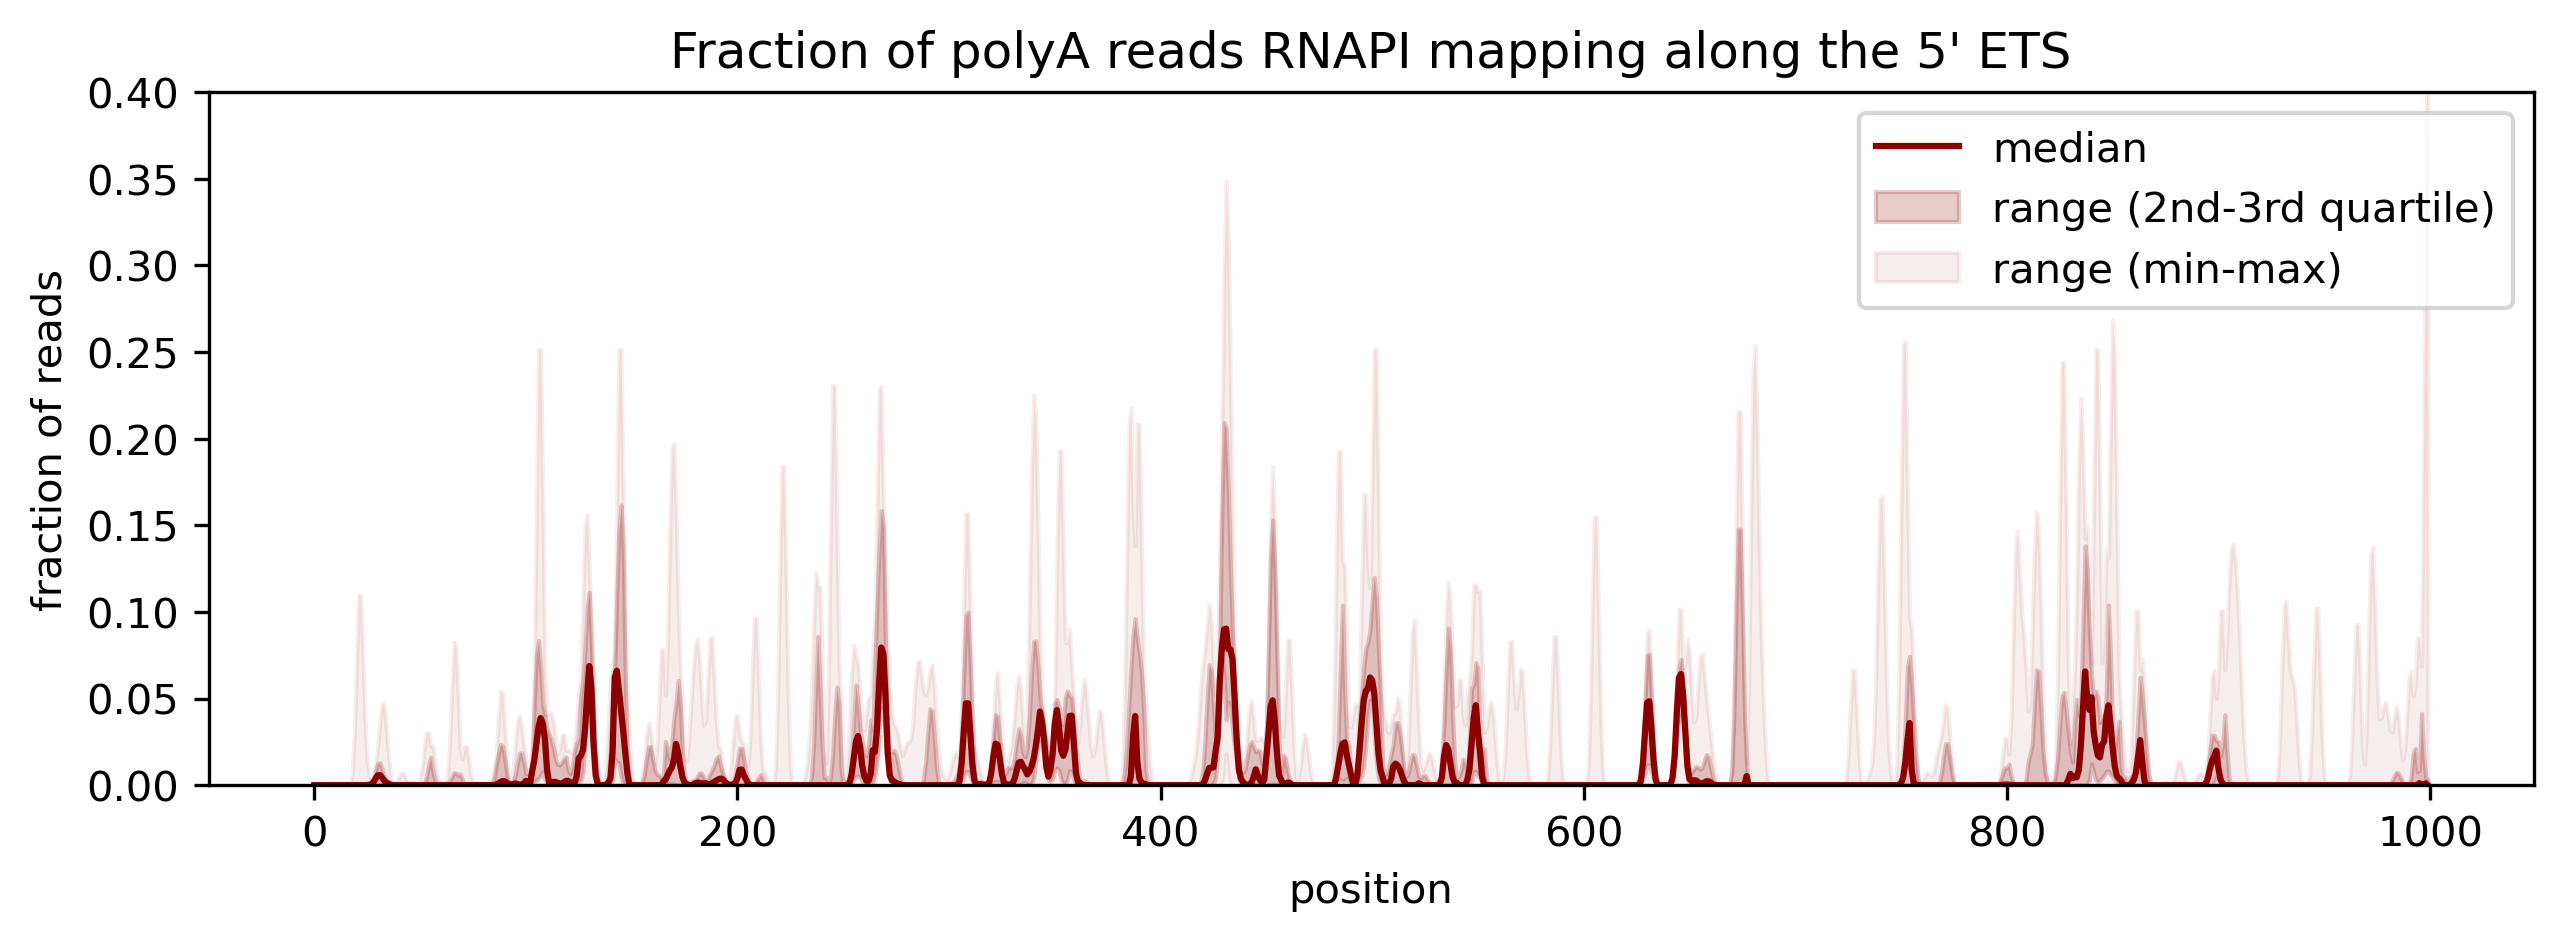 Fraction of polyA reads RNAPI mapping along the 5' ETS
0.40
0.35
0.30
0.25
0.20
0.15
0.10
0.05
0.00
fraction of reads
median
range (2nd-3rd quartile)
range (min-max)
0 200 400 600 800 1000
position